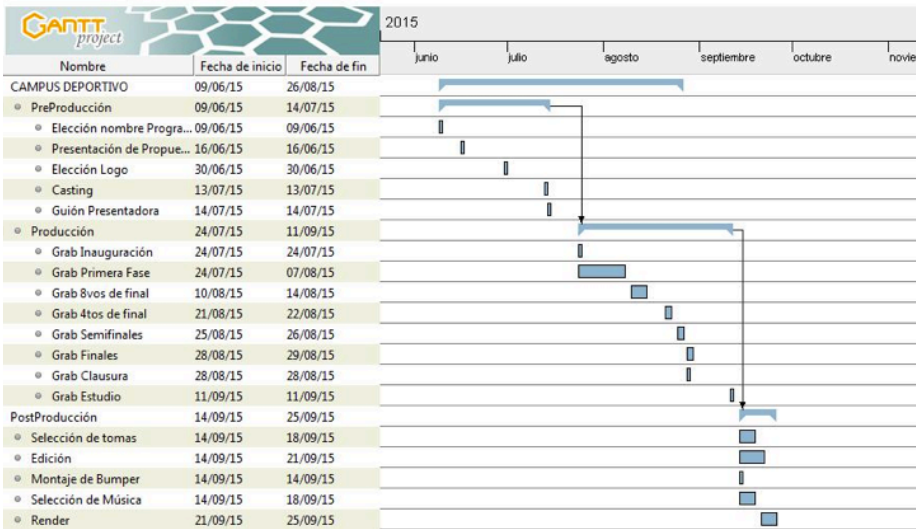 GANTT
project
2015
junio julio agosto septiembre octubre novie
Nombre Fecha de inicio Fecha de fin
CAMPUS DEPORTIVO 09/06/15 26/08/15
PreProducción 09/06/15 14/07/15
Elección nombre Progra... 09/06/15 09/06/15
Presentación de Propue... 16/06/15 16/06/15
Elección Logo 30/06/15 30/06/15
Casting 13/07/15 13/07/15
Guión Presentadora 14/07/15 14/07/15
Producción 24/07/15 11/09/15
Grab Inauguración 24/07/15 24/07/15
Grab Primera Fase 24/07/15 07/08/15
Grab 8vos de final 10/08/15 14/08/15
Grab 4tos de final 21/08/15 22/08/15
Grab Semifinales 25/08/15 26/08/15
Grab Finales 28/08/15 29/08/15
Grab Clausura 28/08/15 28/08/15
Grab Estudio 11/09/15 11/09/15
PostProducción 14/09/15 25/09/15
Selección de tomas 14/09/15 18/09/15
Edición 14/09/15 21/09/15
Montaje de Bumper 14/09/15 14/09/15
Selección de Música 14/09/15 18/09/15
Render 21/09/15 25/09/15